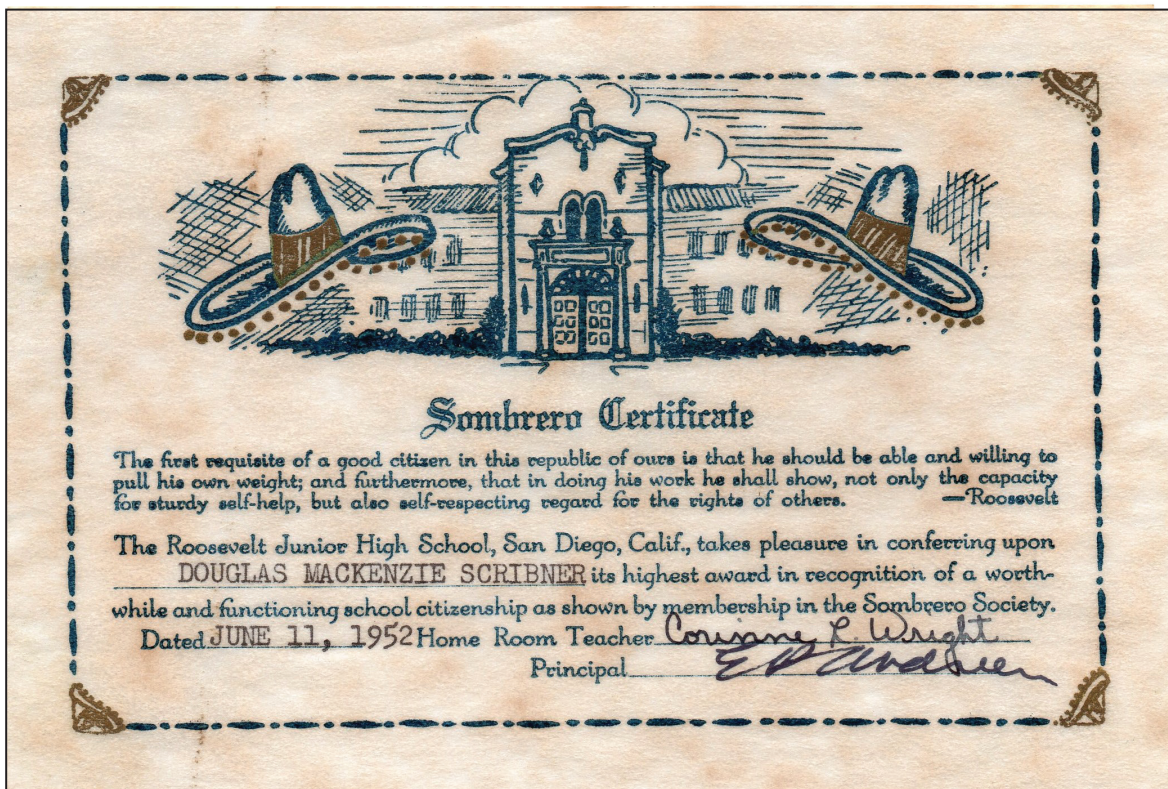 Sombrero Certificate
The first requisite of a good citizen in this republic of ours is that he should be able and willing to
pull his own weight; and furthermore, that in doing his work he shall show, not only the capacity
for sturdy self-help, but also self-respecting regard for the rights of others. —Roosevelt
The Roosevelt Junior High School, San Diego, Calif., takes pleasure in conferring upon
DOUGLAS MACKENZIE SCRIBNER its highest award in recognition of a worth-
while and functioning school citizenship as shown by membership in the Sombrero Society.
Dated JUNE 11, 1952 Home Room Teacher Corinne L. Wright
Principal